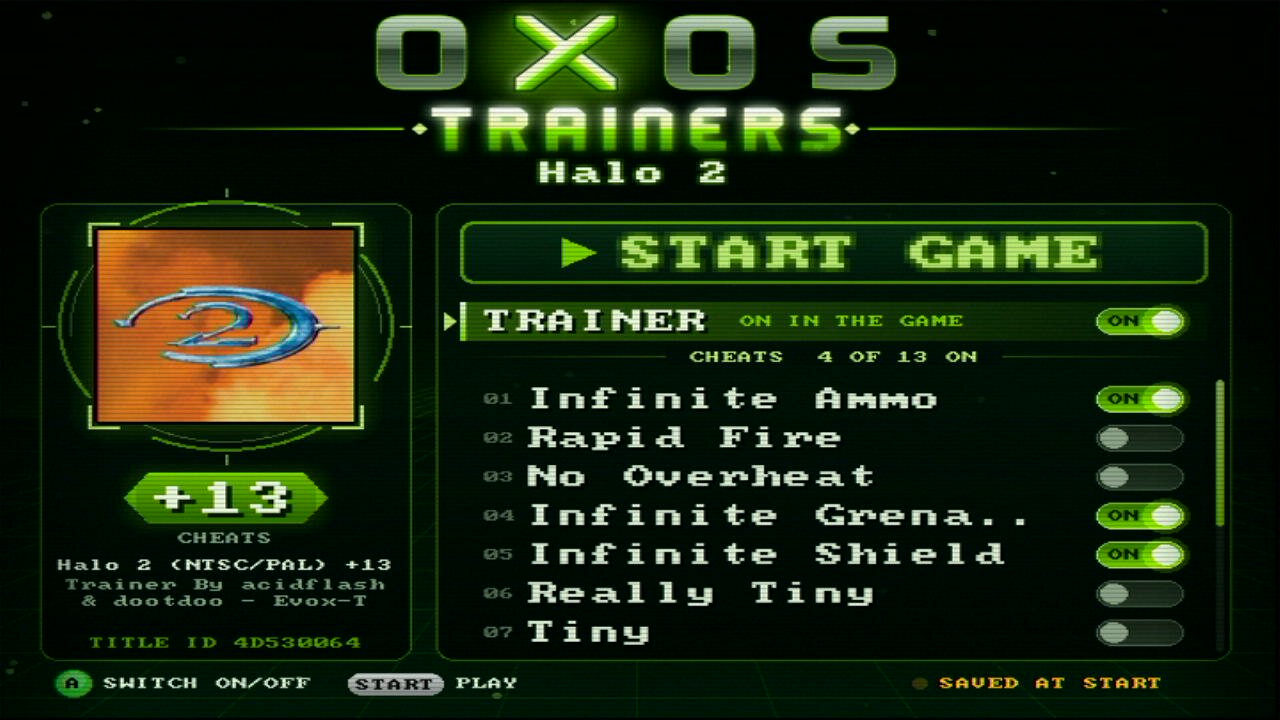 OXOS
TRAINERS
Halo 2
2
+13
CHEATS
Halo 2 (NTSC/PAL) +13
Trainer By acidflash
& dootdoo - Evox-T
TITLE ID 4D530064
START GAME
TRAINER ON IN THE GAME ON
CHEATS 4 OF 13 ON
01 Infinite Ammo ON
02 Rapid Fire
03 No Overheat
04 Infinite Grena.. ON
05 Infinite Shield ON
06 Really Tiny
07 Tiny
A SWITCH ON/OFF START PLAY SAVED AT START